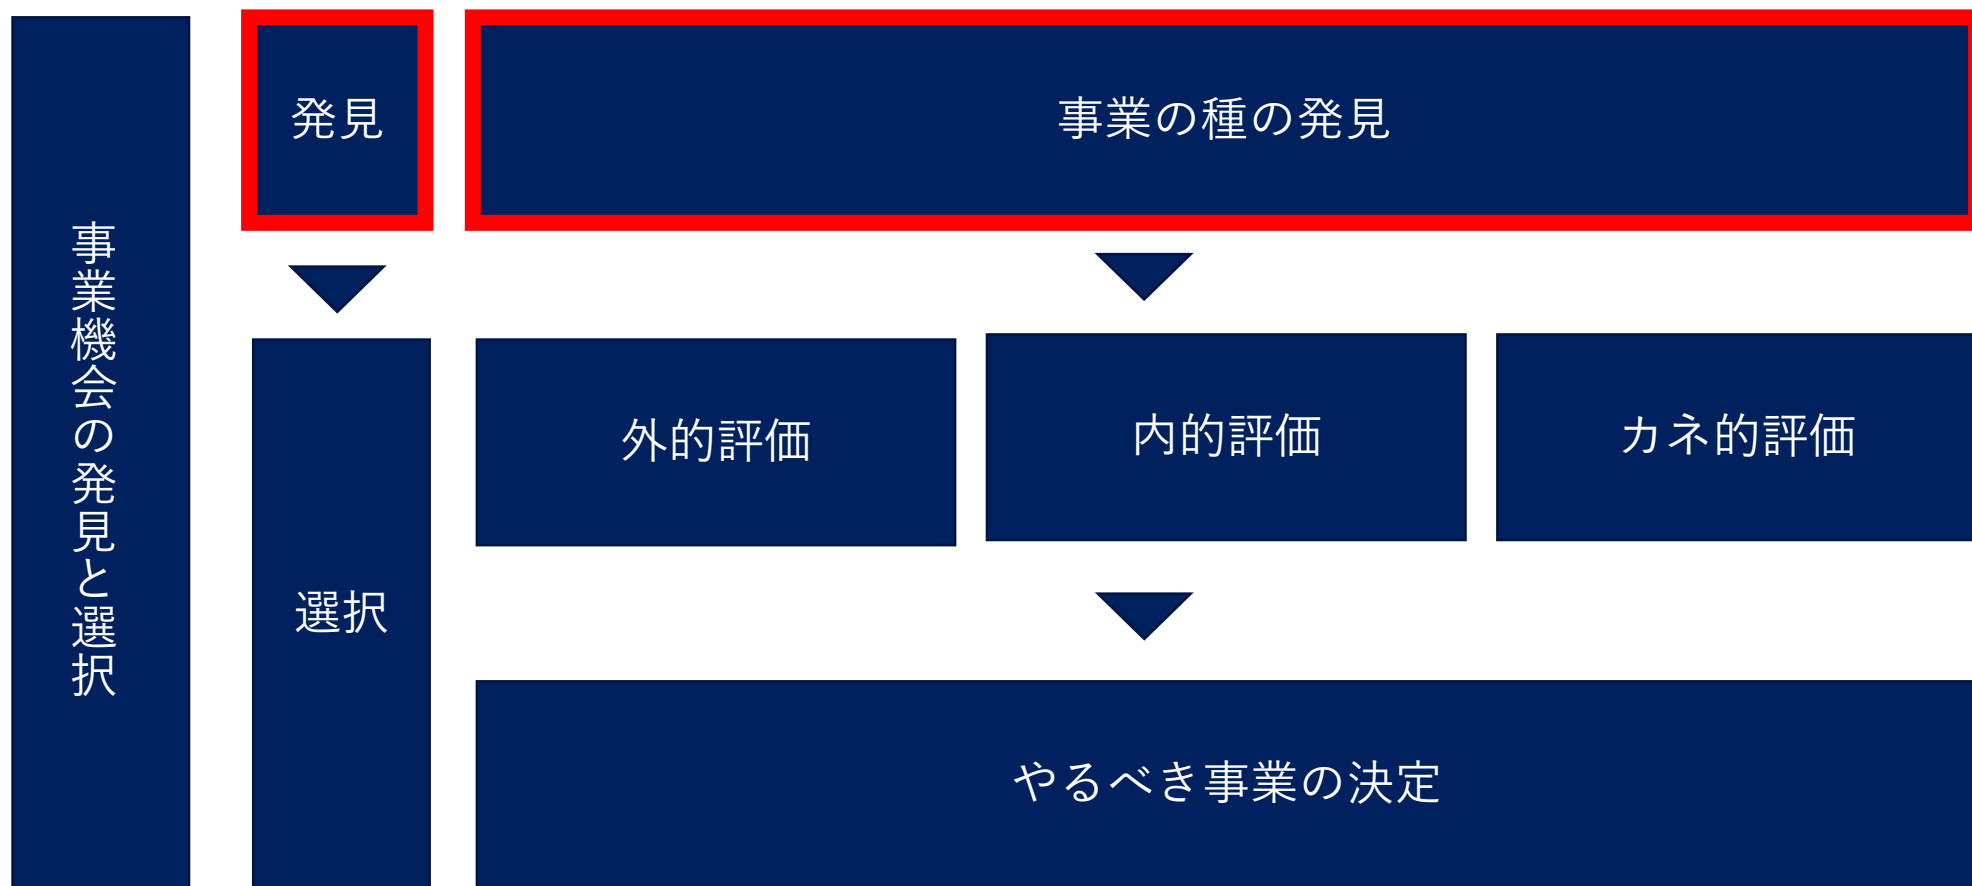 事業機会の発見と選択
発見
事業の種の発見
選択
外的評価
内的評価
カネ的評価
やるべき事業の決定